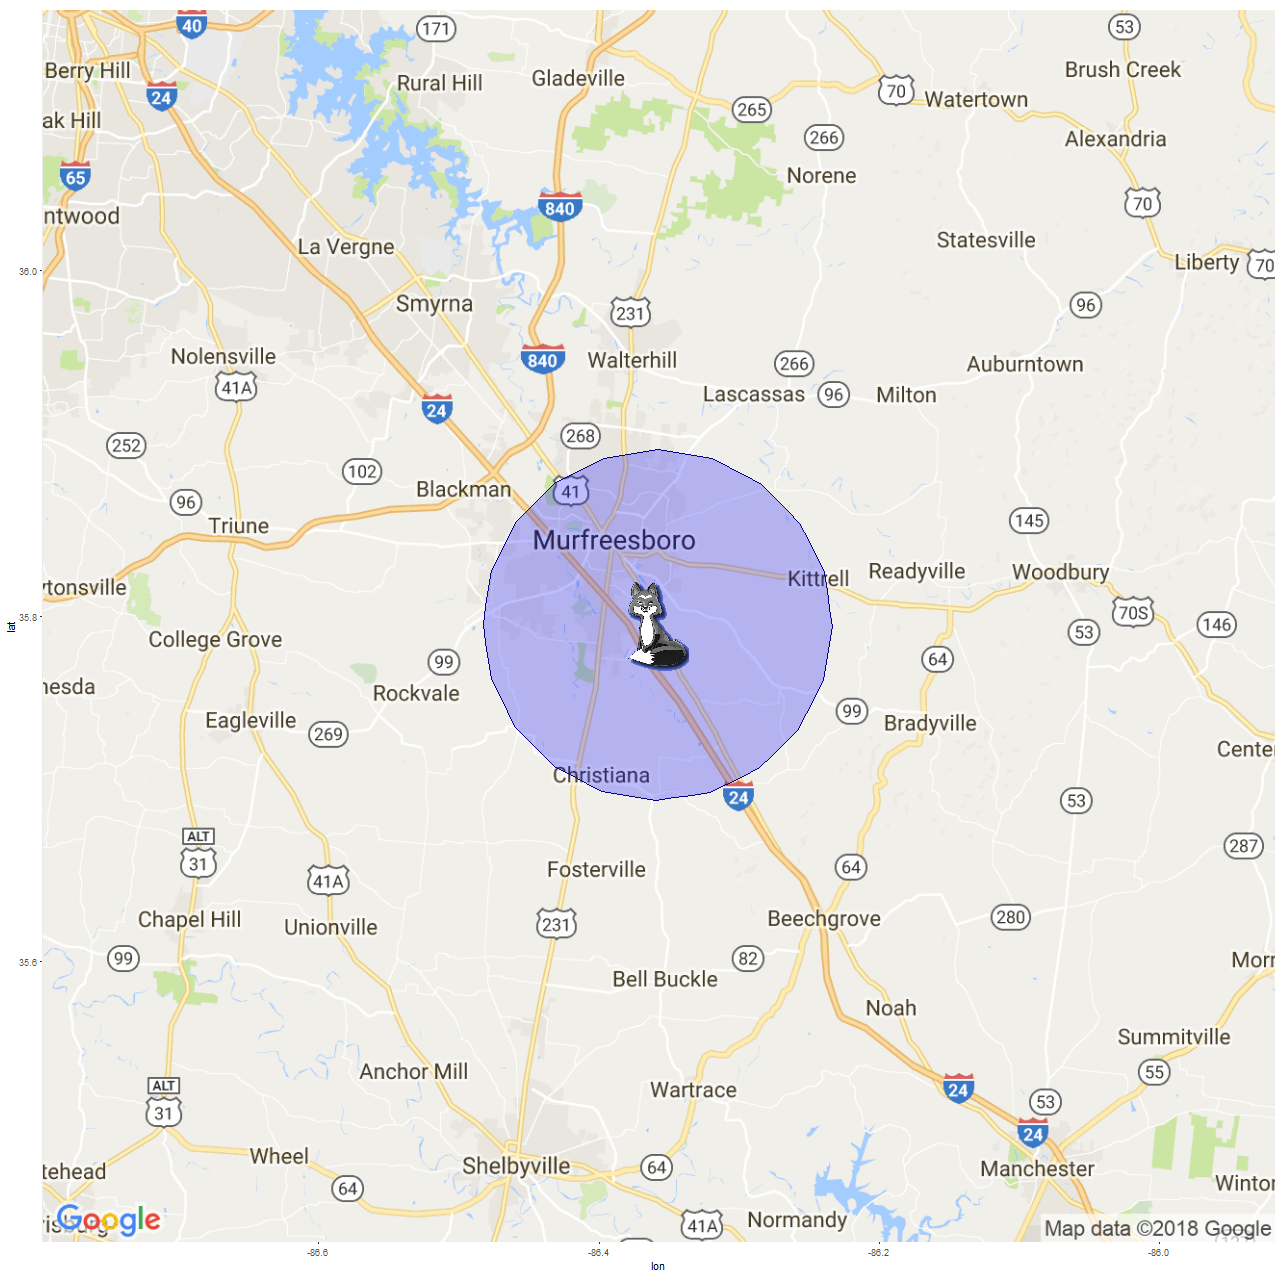 40
171
53
Berry Hill
Rural Hill
Gladeville
Brush Creek
24
265
70
Watertown
ak Hill
266
Alexandria
65
Norene
70
840
ntwood
La Vergne
Statesville
Liberty
70
36.0
Smyrna
231
96
Nolensville
840
Walterhill
266
Auburntown
41A
24
Lascassas
96
Milton
252
268
102
Blackman
41
96
Triune
145
Murfreesboro
Kittrell
Readyville
Woodbury
ytonsville
35.8
70S
lat
College Grove
53
146
99
64
nesda
Rockvale
Eagleville
269
99
Bradyville
Center
Christiana
24
53
ALT
31
287
41A
Fosterville
64
Chapel Hill
Unionville
231
Beechgrove
280
35.6
99
82
Morr
Bell Buckle
Noah
Summitville
Anchor Mill
55
ALT
31
Wartrace
24
53
24
Wheel
Shelbyville
64
Manchester
tehead
64
Winton
Google
41A
Normandy
Map data ©2018 Google
-86.6
-86.4
-86.2
-86.0
lon